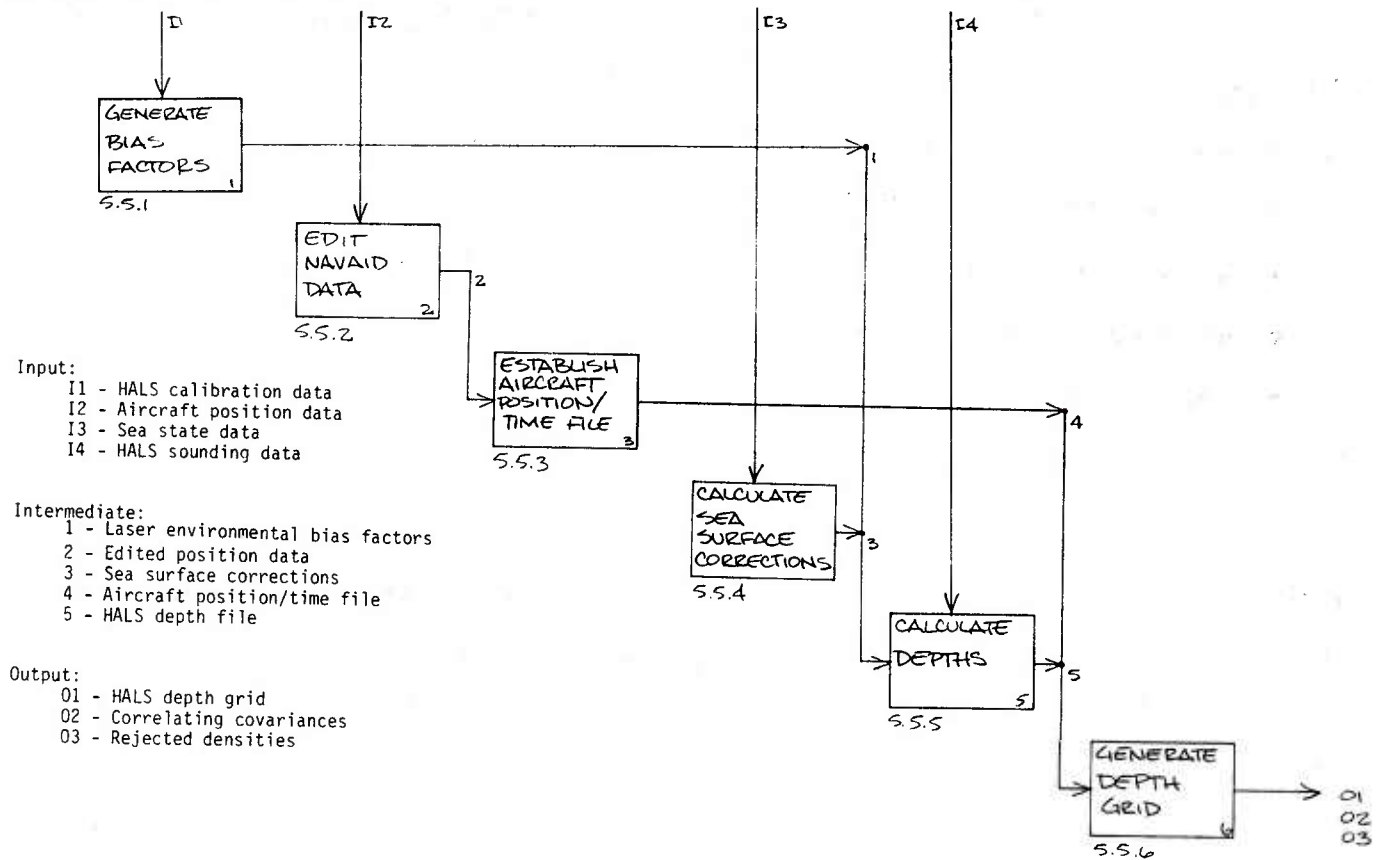 I1
I2
I3
I4
GENERATE
BIAS
FACTORS
1
5.5.1
1
EDIT
NAVAID
DATA
2
5.5.2
2
ESTABLISH
AIRCRAFT
POSITION/
TIME FILE
3
5.5.3
4
CALCULATE
SEA
SURFACE
CORRECTIONS
5.5.4
3
CALCULATE
DEPTHS
5
5.5.5
5
GENERATE
DEPTH
GRID
6
5.5.6
O1
O2
O3
Input:
I1 - HALS calibration data
I2 - Aircraft position data
I3 - Sea state data
I4 - HALS sounding data
Intermediate:
1 - Laser environmental bias factors
2 - Edited position data
3 - Sea surface corrections
4 - Aircraft position/time file
5 - HALS depth file
Output:
O1 - HALS depth grid
O2 - Correlating covariances
O3 - Rejected densities